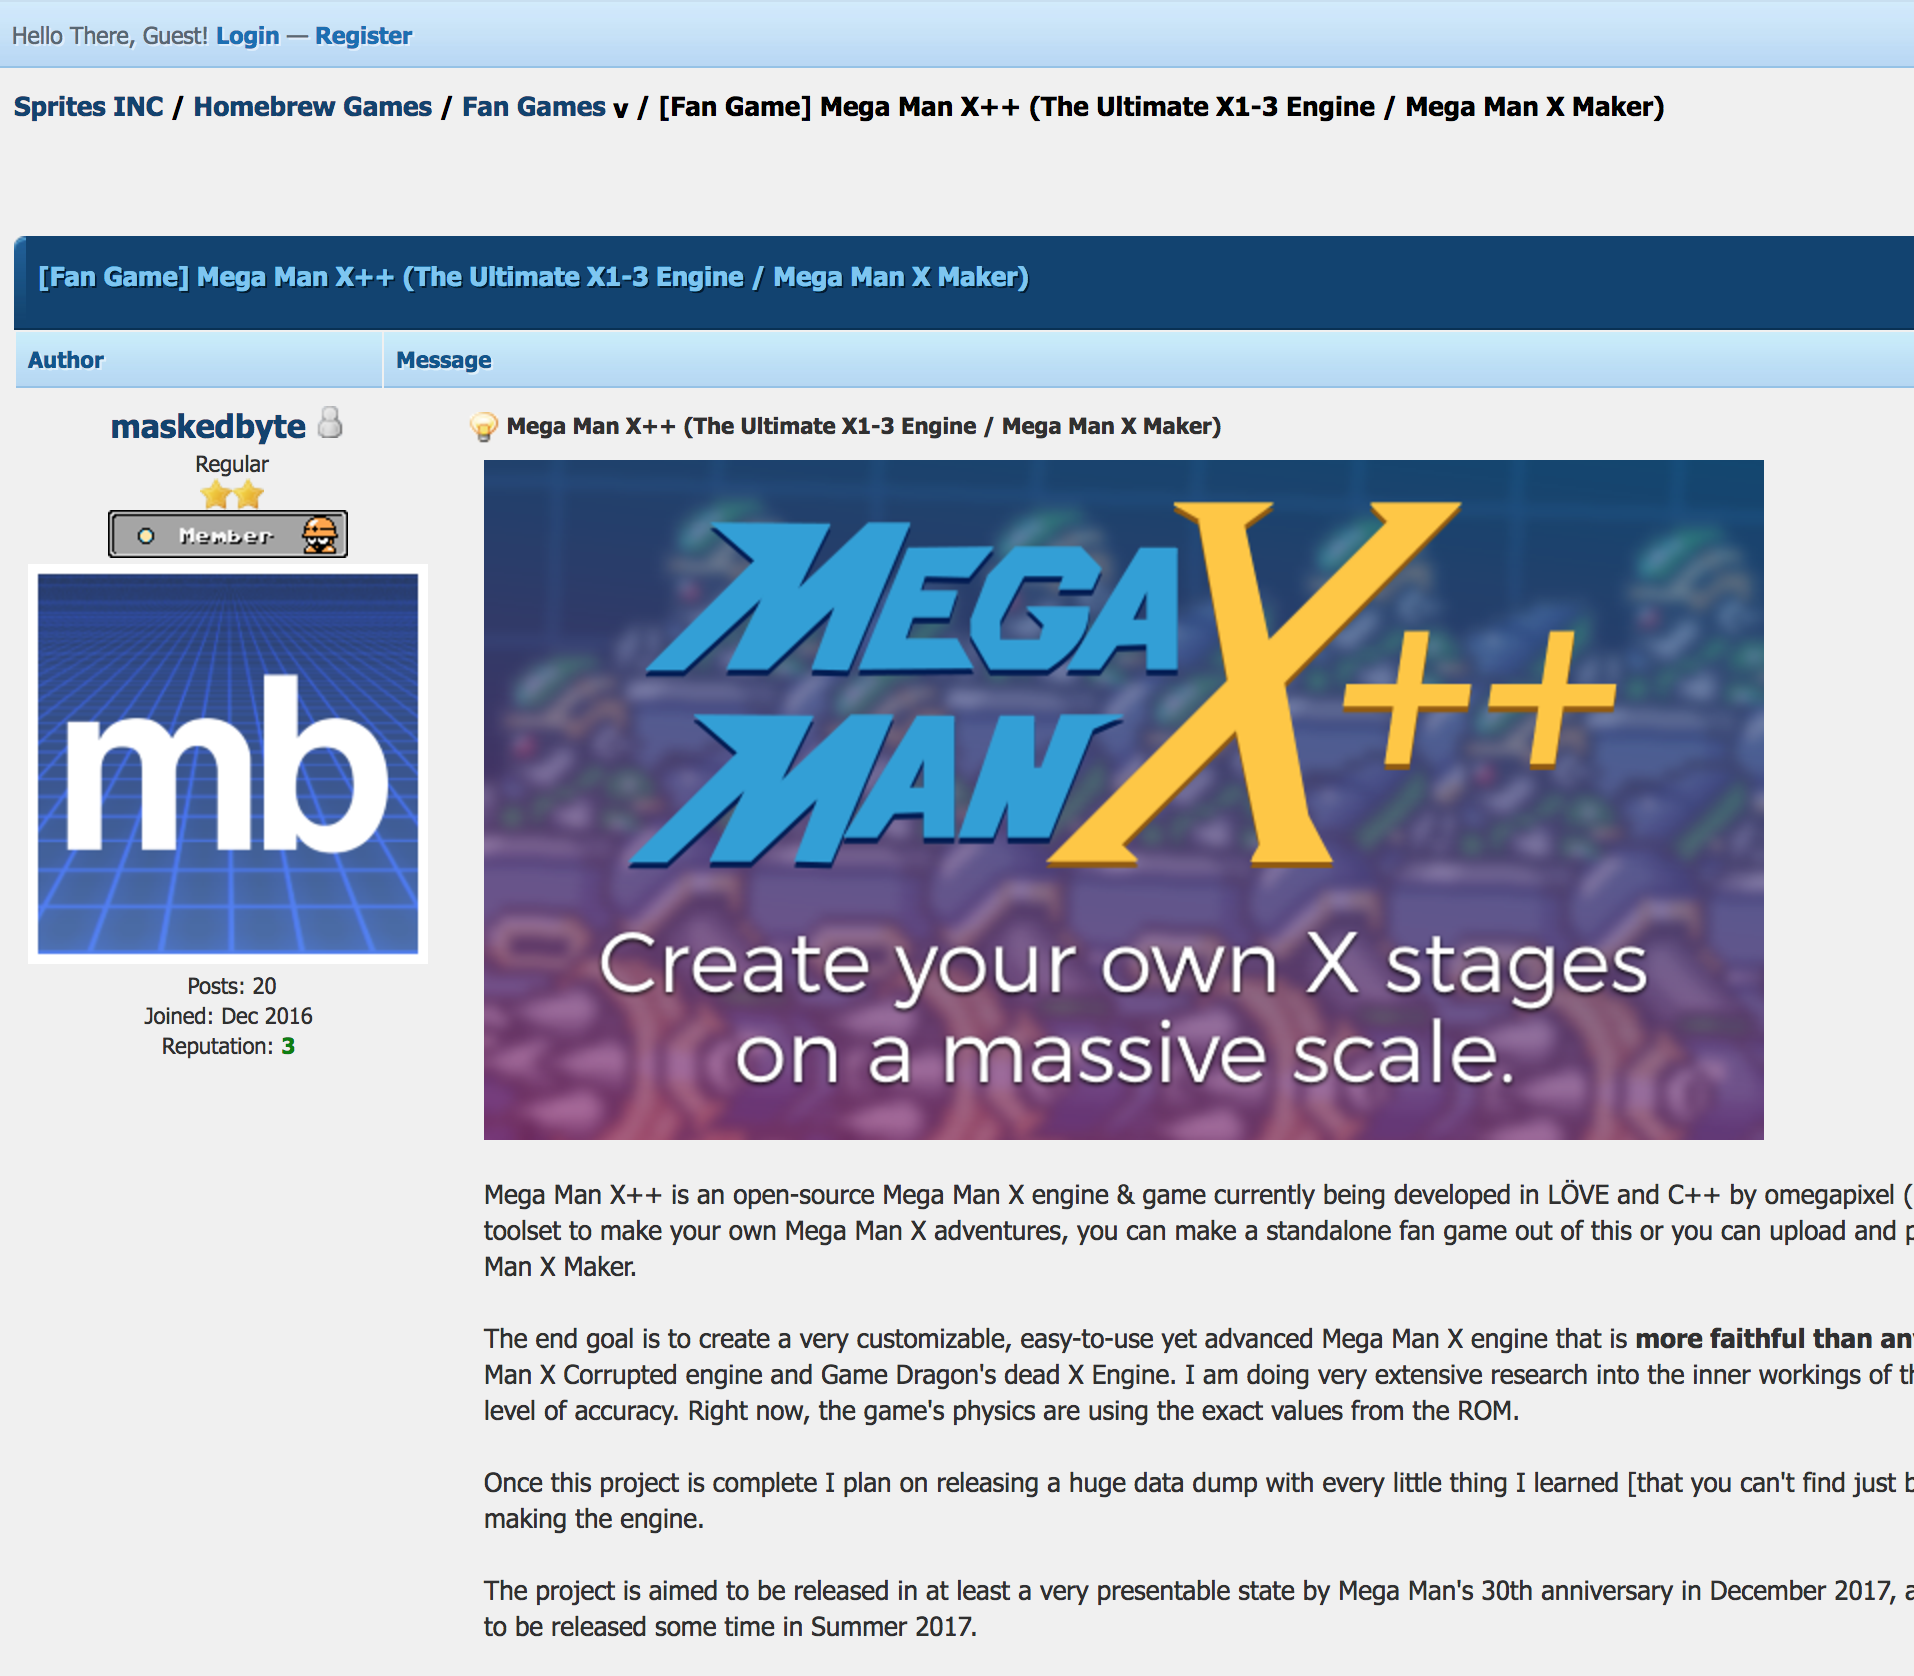 Hello There, Guest! Login — Register
Sprites INC / Homebrew Games / Fan Games v / [Fan Game] Mega Man X++ (The Ultimate X1-3 Engine / Mega Man X Maker)
[Fan Game] Mega Man X++ (The Ultimate X1-3 Engine / Mega Man X Maker)
Author
Message
maskedbyte
Regular
Member
mb
Posts: 20
Joined: Dec 2016
Reputation: 3
Mega Man X++ (The Ultimate X1-3 Engine / Mega Man X Maker)
MEGA
MAN X++
Create your own X stages
on a massive scale.
Mega Man X++ is an open-source Mega Man X engine & game currently being developed in LÖVE and C++ by omegapixel (
toolset to make your own Mega Man X adventures, you can make a standalone fan game out of this or you can upload and p
Man X Maker.
The end goal is to create a very customizable, easy-to-use yet advanced Mega Man X engine that is more faithful than an
Man X Corrupted engine and Game Dragon's dead X Engine. I am doing very extensive research into the inner workings of th
level of accuracy. Right now, the game's physics are using the exact values from the ROM.
Once this project is complete I plan on releasing a huge data dump with every little thing I learned [that you can't find just b
making the engine.
The project is aimed to be released in at least a very presentable state by Mega Man's 30th anniversary in December 2017, a
to be released some time in Summer 2017.